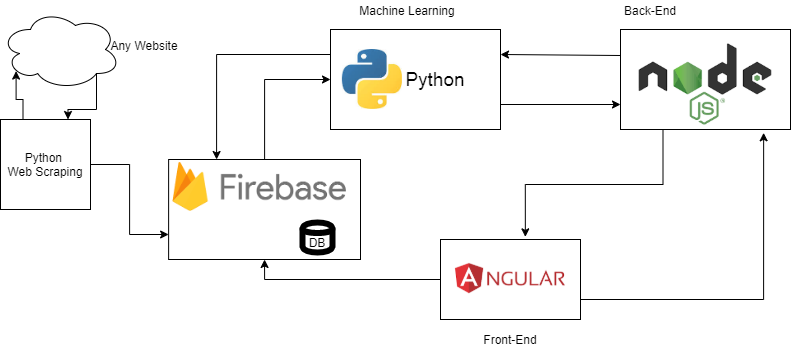 Machine Learning
Back-End
Any Website
Python
node
JS
Python
Web Scraping
Firebase
DB
ANGULAR
Front-End